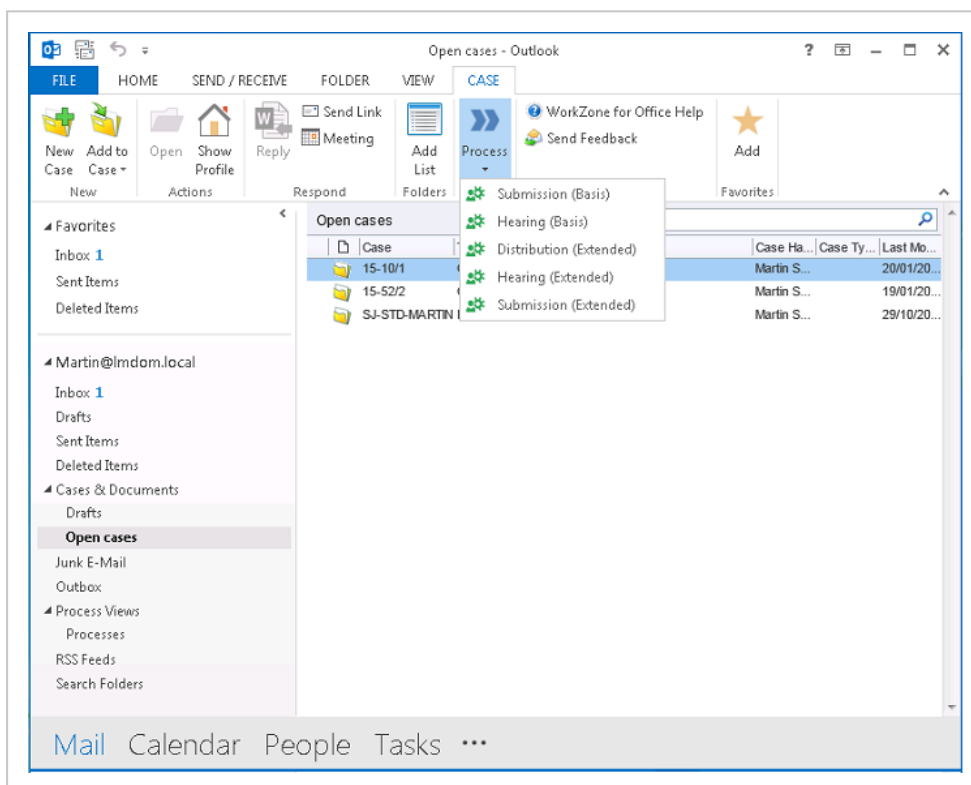 Open cases - Outlook
FILE HOME SEND / RECEIVE FOLDER VIEW CASE
New Case
Add to Case
Open
Show Profile
Reply
Send Link
Meeting
Add List
Process
WorkZone for Office Help
Send Feedback
Add
New Actions Respond Folders Favorites
Submission (Basis)
Hearing (Basis)
Distribution (Extended)
Hearing (Extended)
Submission (Extended)
Favorites
Inbox 1
Sent Items
Deleted Items
Martin@lmdom.local
Inbox 1
Drafts
Sent Items
Deleted Items
Cases & Documents
Drafts
Open cases
Junk E-Mail
Outbox
Process Views
Processes
RSS Feeds
Search Folders
Open cases
Case Case Ha... Case Ty... Last Mo...
15-10/1 Martin S... 20/01/20...
15-52/2 Martin S... 19/01/20...
SJ-STD-MARTIN Martin S... 29/10/20...
Mail Calendar People Tasks ...